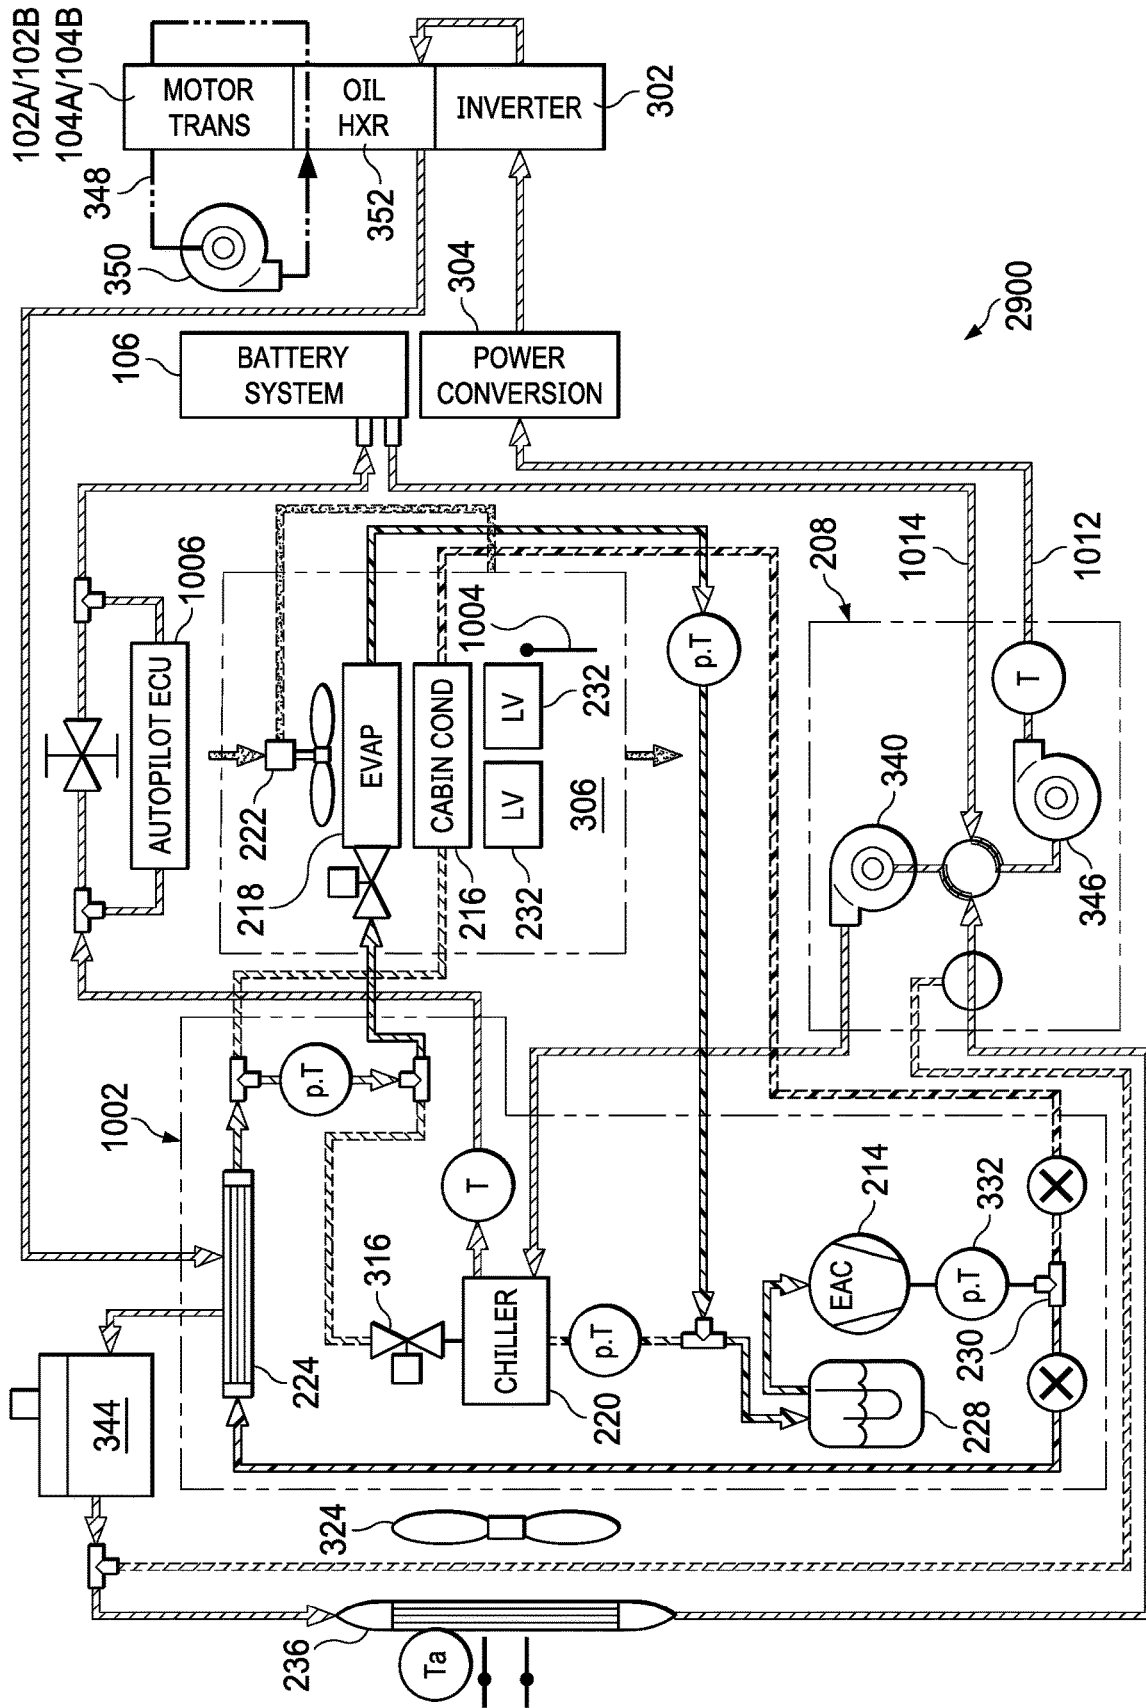 102A/102B
104A/104B
MOTOR
TRANS
OIL
HXR
INVERTER
302
348
350
352
304
106
BATTERY
SYSTEM
POWER
CONVERSION
2900
1006
AUTOPILOT ECU
222
218
EVAP
CABIN COND
216
LV
LV
232
232
1004
306
p.T
208
1014
1012
T
340
346
1002
p.T
T
316
CHILLER
220
p.T
EAC
214
p.T
332
230
228
224
344
324
236
Ta